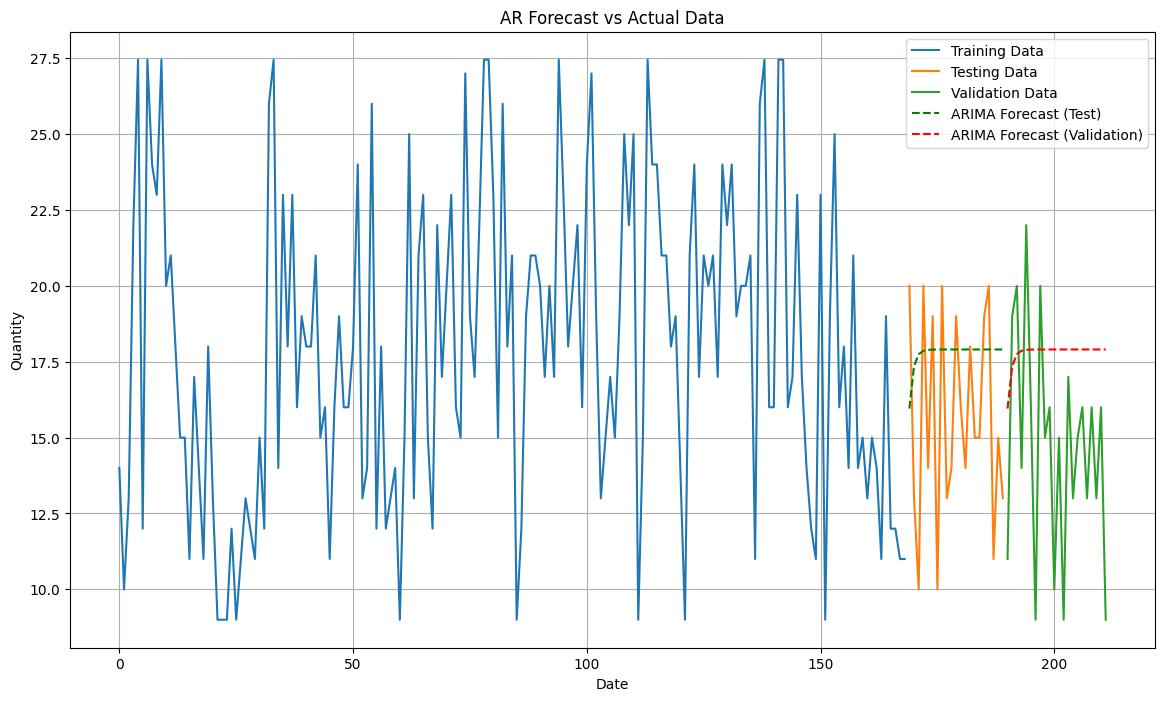 AR Forecast vs Actual Data
Training Data
Testing Data
Validation Data
ARIMA Forecast (Test)
ARIMA Forecast (Validation)
Quantity
27.5
25.0
22.5
20.0
17.5
15.0
12.5
10.0
0
50
100
150
200
Date